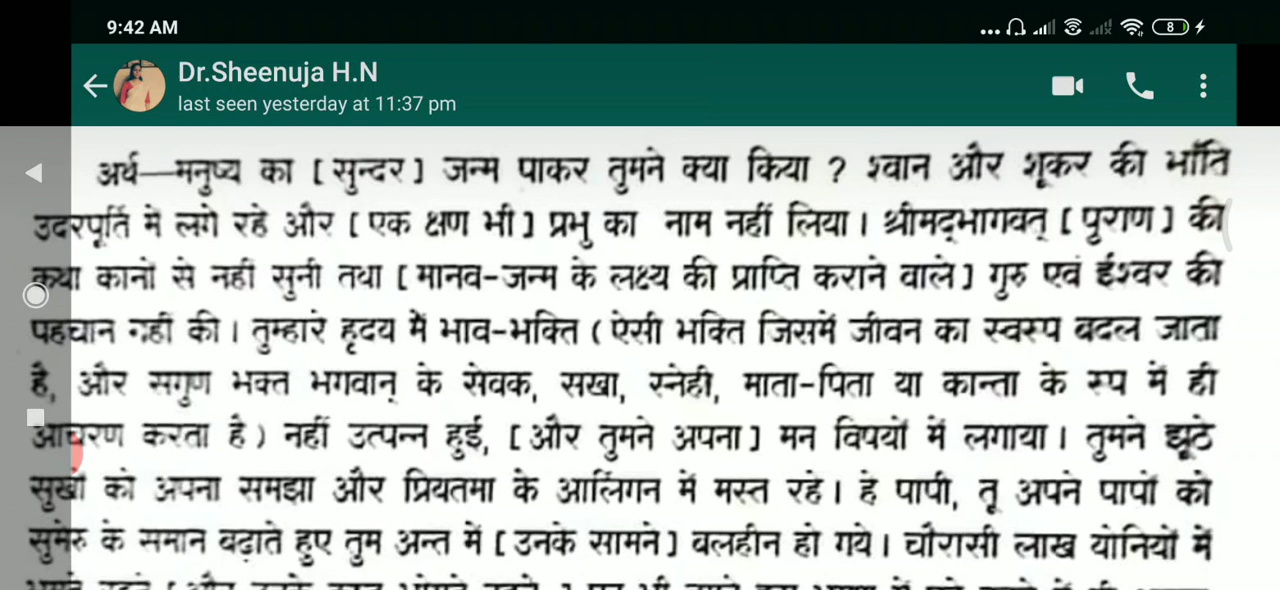 9:42 AM
8
Dr.Sheenuja H.N
last seen yesterday at 11:37 pm
अर्थ—मनुष्य का [ सुन्दर ] जन्म पाकर तुमने क्या किया ? श्वान और शूकर की भाँति
उदरपूर्ति में लगे रहे और [ एक क्षण भी ] प्रभु का नाम नहीं लिया । श्रीमद्‌भागवत् [ पुराण ] की
कथा कानों से नहीं सुनी तथा [ मानव-जन्म के लक्ष्य की प्राप्ति कराने वाले ] गुरु एवं ईश्वर की
पहचान नहीं की । तुम्हारे हृदय में भाव-भक्ति ( ऐसी भक्ति जिसमें जीवन का स्वरूप बदल जाता
है, और सगुण भक्त भगवान् के सेवक, सखा, स्नेही, माता-पिता या कान्ता के रूप में ही
आचरण करता है ) नहीं उत्पन्न हुई, [ और तुमने अपना ] मन विषयों में लगाया । तुमने झूठे
सुखों को अपना समझा और प्रियतमा के आलिंगन में मस्त रहे । हे पापी, तू अपने पापों को
सुमेरु के समान बढ़ाते हुए तुम अन्त में [ उनके सामने ] बलहीन हो गये । चौरासी लाख योनियों में